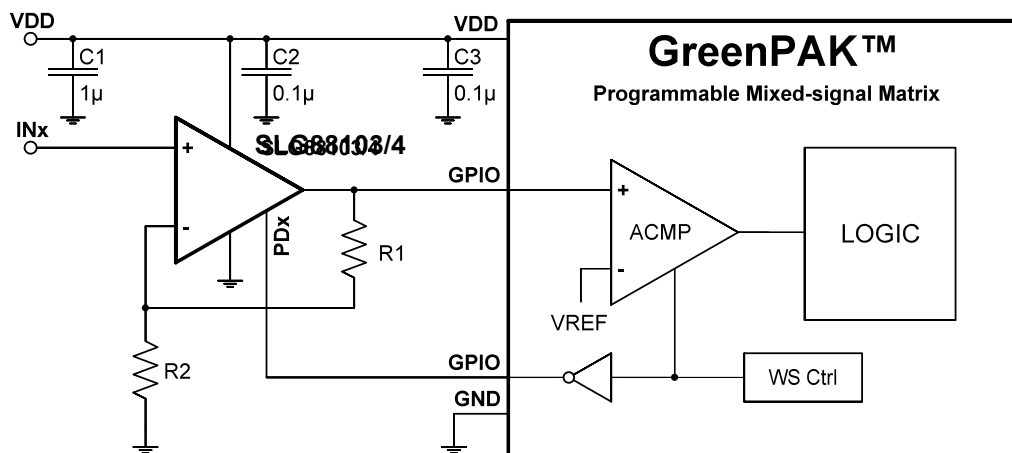 VDD
VDD
C1
1µ
C2
0.1µ
C3
0.1µ
GreenPAK™
Programmable Mixed-signal Matrix
INx
+
SLG88103/4
-
PDx
R1
R2
GPIO
+
ACMP
-
VREF
LOGIC
GPIO
WS Ctrl
GND